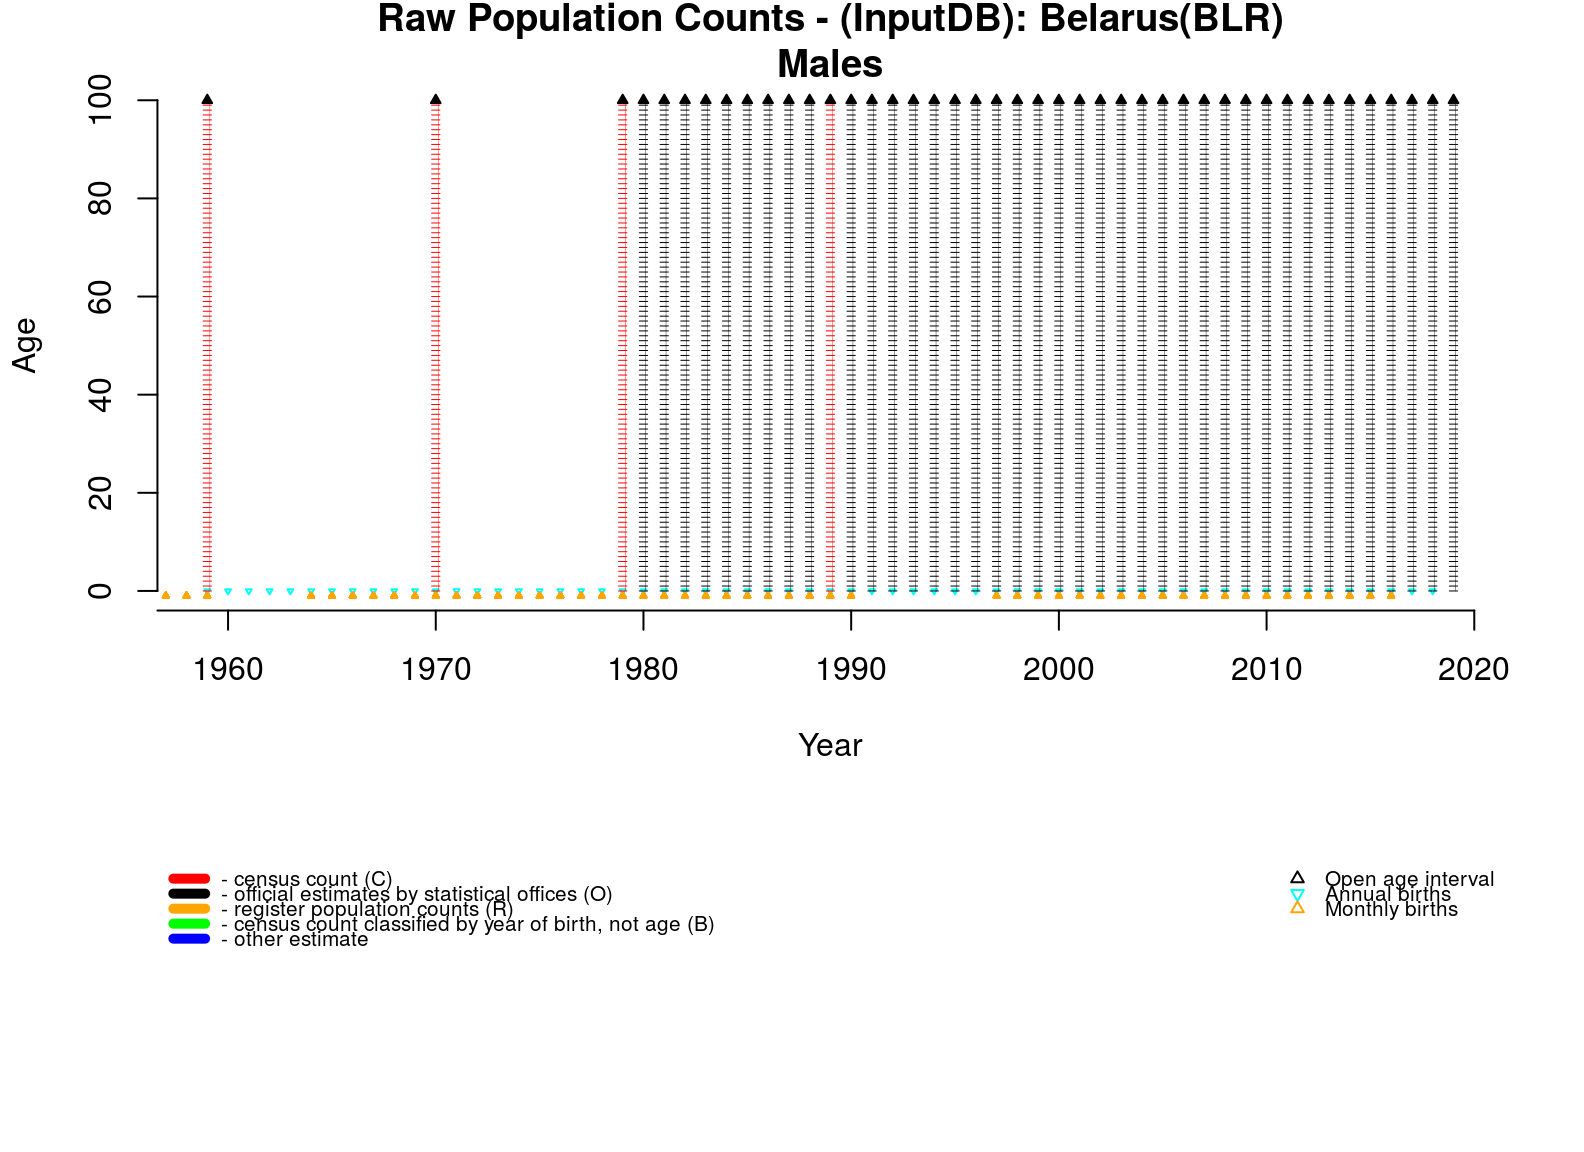 Raw Population Counts - (InputDB): Belarus(BLR)
Males
Age
100
80
60
40
20
0
1960 1970 1980 1990 2000 2010 2020
Year
- census count (C)
- official estimates by statistical offices (O)
- register population counts (R)
- census count classified by year of birth, not age (B)
- other estimate
Open age interval
Annual births
Monthly births